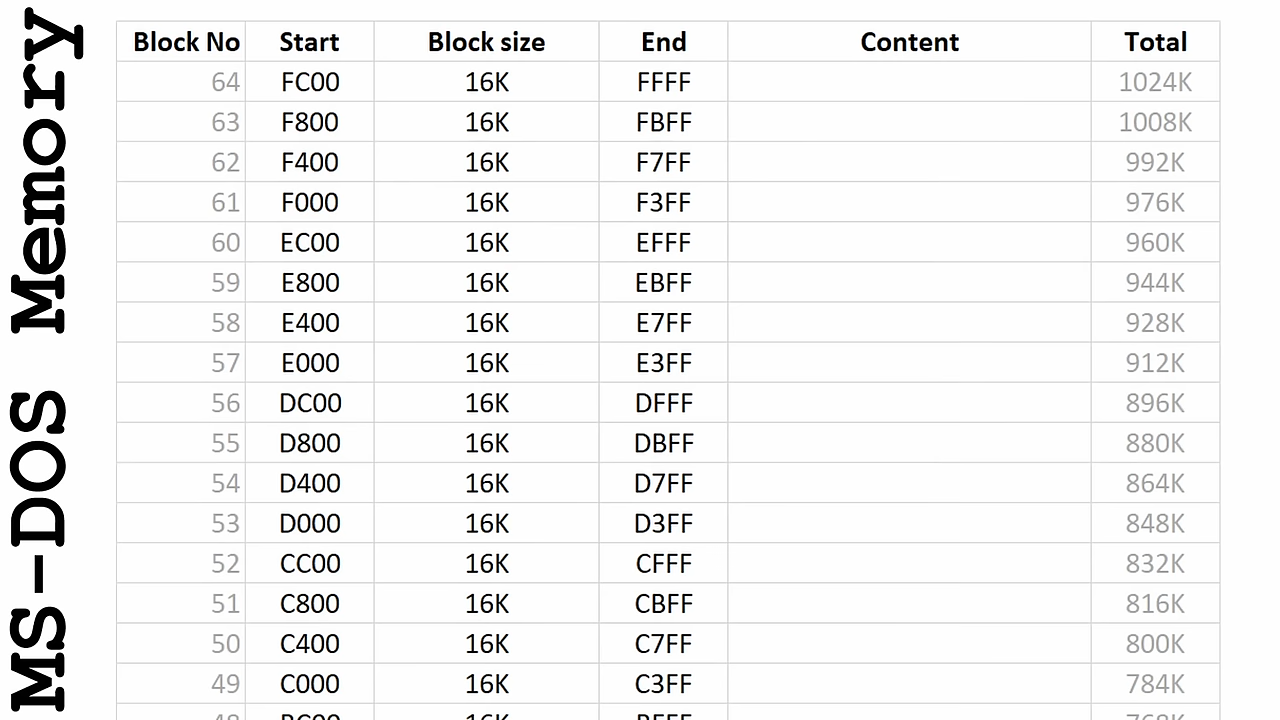 MS-DOS Memory
Block No Start Block size End Content Total
64 FC00 16K FFFF 1024K
63 F800 16K FBFF 1008K
62 F400 16K F7FF 992K
61 F000 16K F3FF 976K
60 EC00 16K EFFF 960K
59 E800 16K EBFF 944K
58 E400 16K E7FF 928K
57 E000 16K E3FF 912K
56 DC00 16K DFFF 896K
55 D800 16K DBFF 880K
54 D400 16K D7FF 864K
53 D000 16K D3FF 848K
52 CC00 16K CFFF 832K
51 C800 16K CBFF 816K
50 C400 16K C7FF 800K
49 C000 16K C3FF 784K